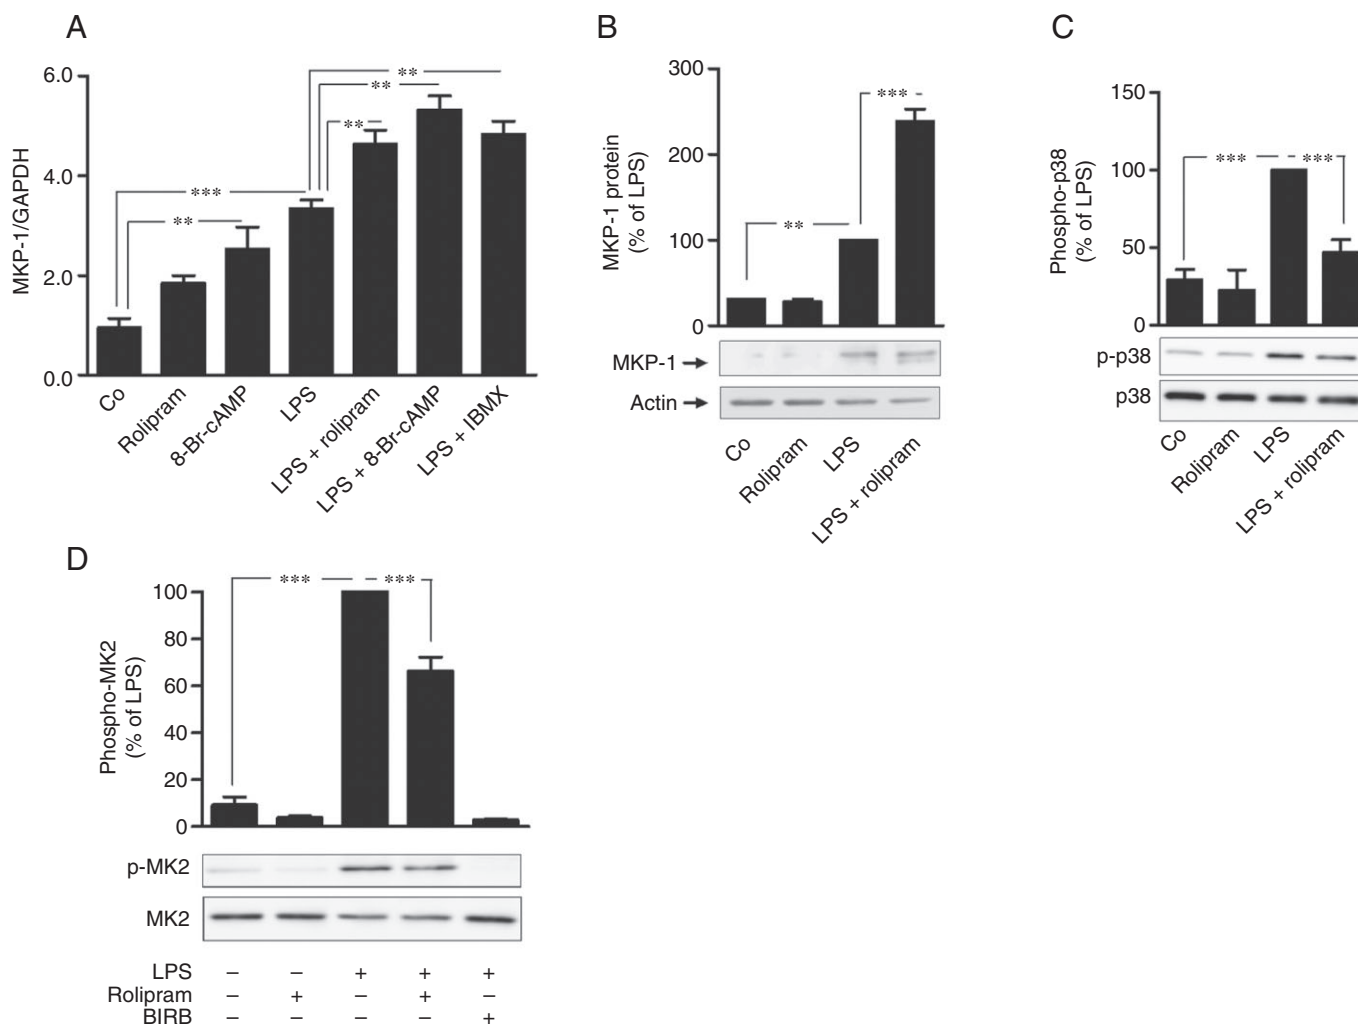 A
MKP-1/GAPDH
6.0
4.0
2.0
0.0
**
**
**
***
**
Co
Rolipram
8-Br-cAMP
LPS
LPS + rolipram
LPS + 8-Br-cAMP
LPS + IBMX
B
MKP-1 protein
(% of LPS)
300
200
100
0
***
**
MKP-1
Actin
Co
Rolipram
LPS
LPS + rolipram
C
Phospho-p38
(% of LPS)
150
100
50
0
*** ***
p-p38
p38
Co
Rolipram
LPS
LPS + rolipram
D
Phospho-MK2
(% of LPS)
100
80
60
40
20
0
*** ***
p-MK2
MK2
LPS – – + + +
Rolipram – + – + –
BIRB – – – – +